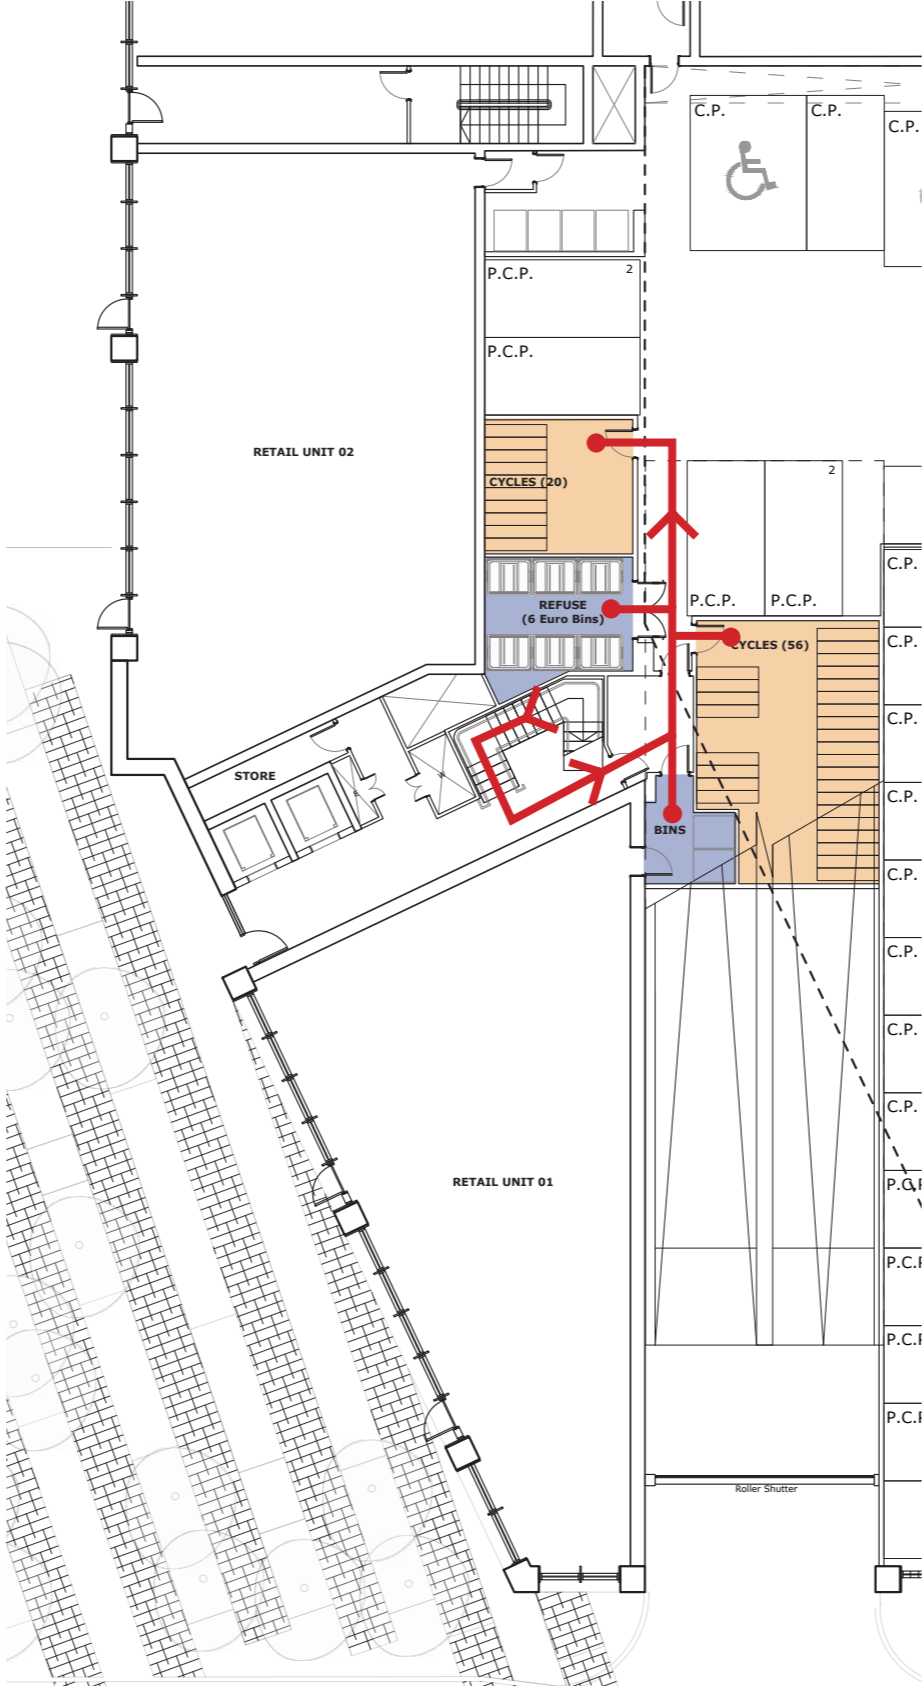 C.P.
C.P.
C.P.
P.C.P.
2
P.C.P.
RETAIL UNIT 02
CYCLES (20)
2
P.C.P.
P.C.P.
C.P.
REFUSE
(6 Euro Bins)
CYCLES (56)
C.P.
C.P.
STORE
C.P.
BINS
C.P.
C.P.
C.P.
C.P.
RETAIL UNIT 01
P.C.P
P.C.P
P.C.P
P.C.P
Roller Shutter